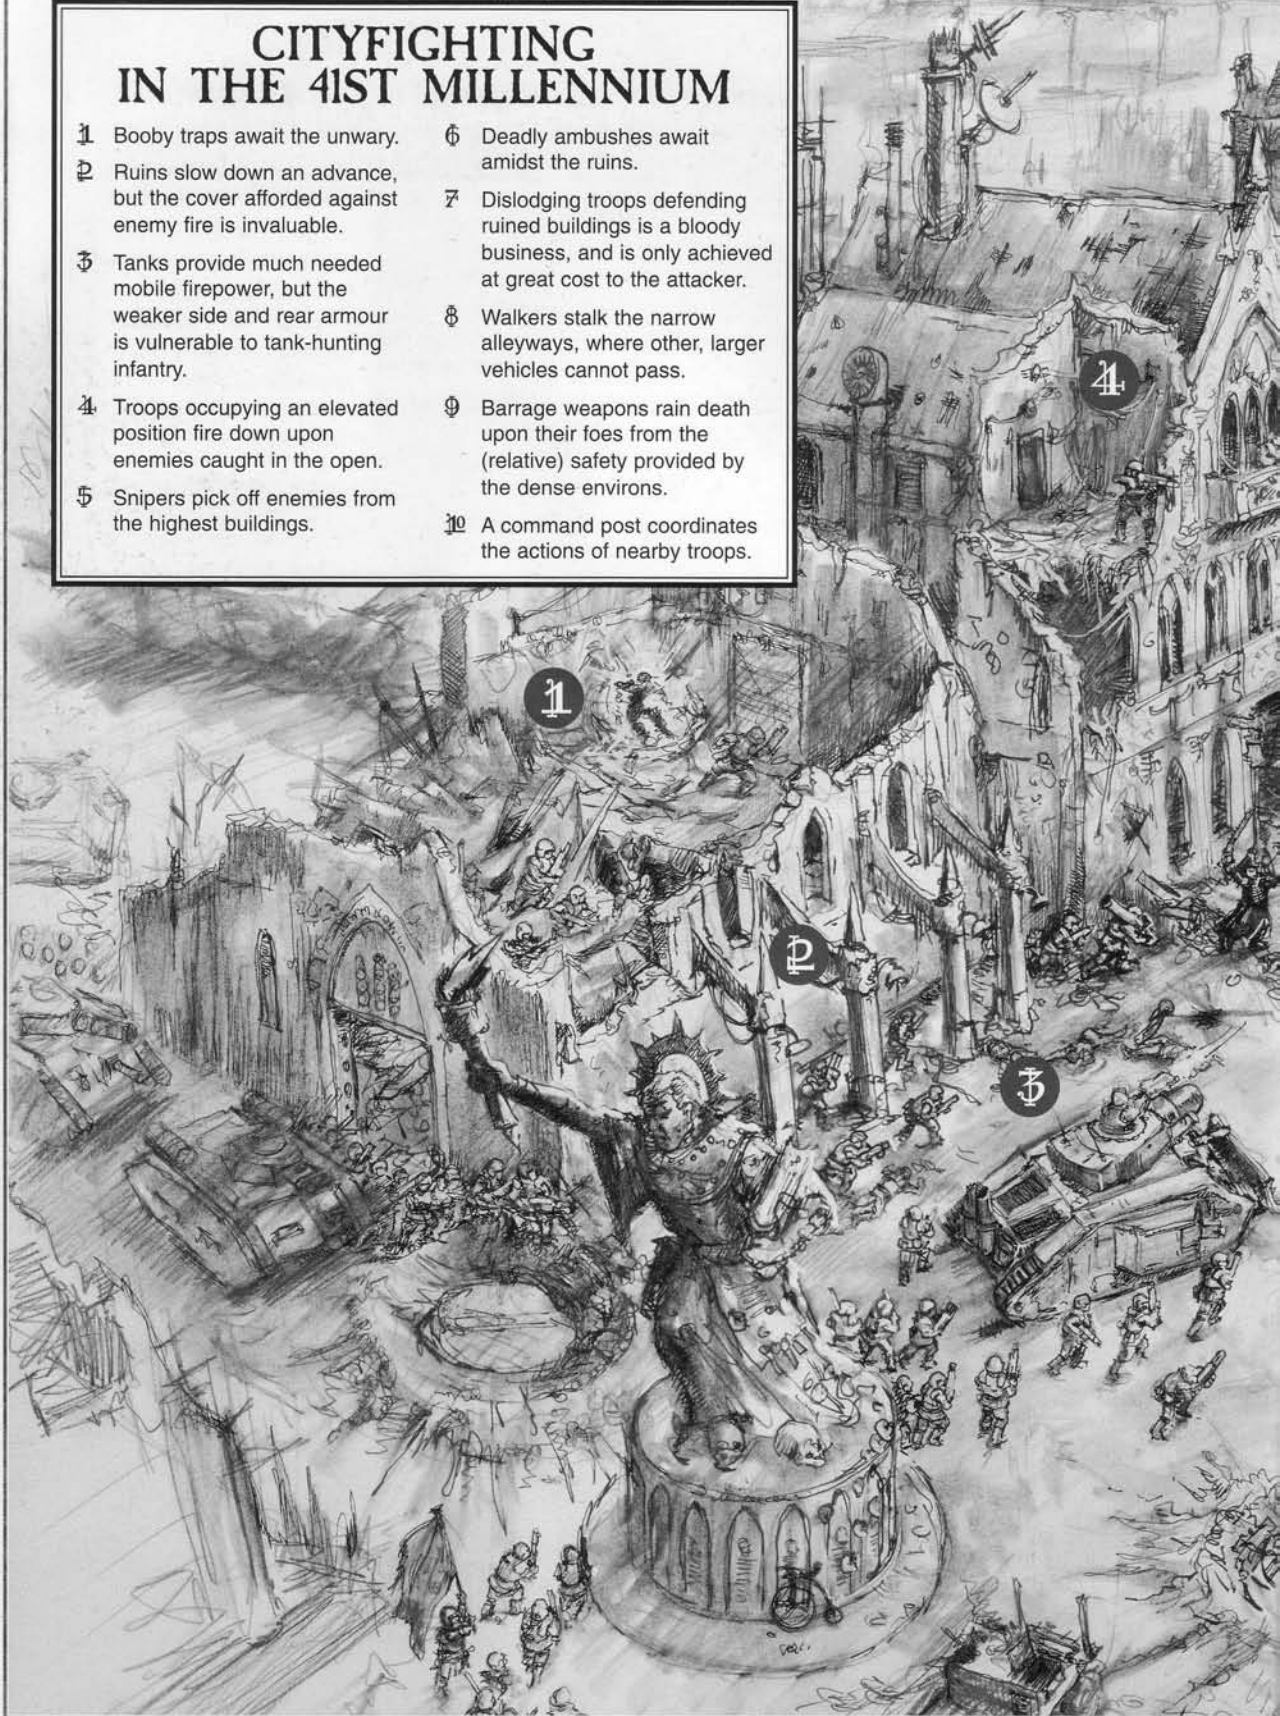 CITYFIGHTING
IN THE 41ST MILLENNIUM
1 Booby traps await the unwary.
2 Ruins slow down an advance,
but the cover afforded against
enemy fire is invaluable.
3 Tanks provide much needed
mobile firepower, but the
weaker side and rear armour
is vulnerable to tank-hunting
infantry.
4 Troops occupying an elevated
position fire down upon
enemies caught in the open.
5 Snipers pick off enemies from
the highest buildings.
6 Deadly ambushes await
amidst the ruins.
7 Dislodging troops defending
ruined buildings is a bloody
business, and is only achieved
at great cost to the attacker.
8 Walkers stalk the narrow
alleyways, where other, larger
vehicles cannot pass.
9 Barrage weapons rain death
upon their foes from the
(relative) safety provided by
the dense environs.
10 A command post coordinates
the actions of nearby troops.
4
1
2
3